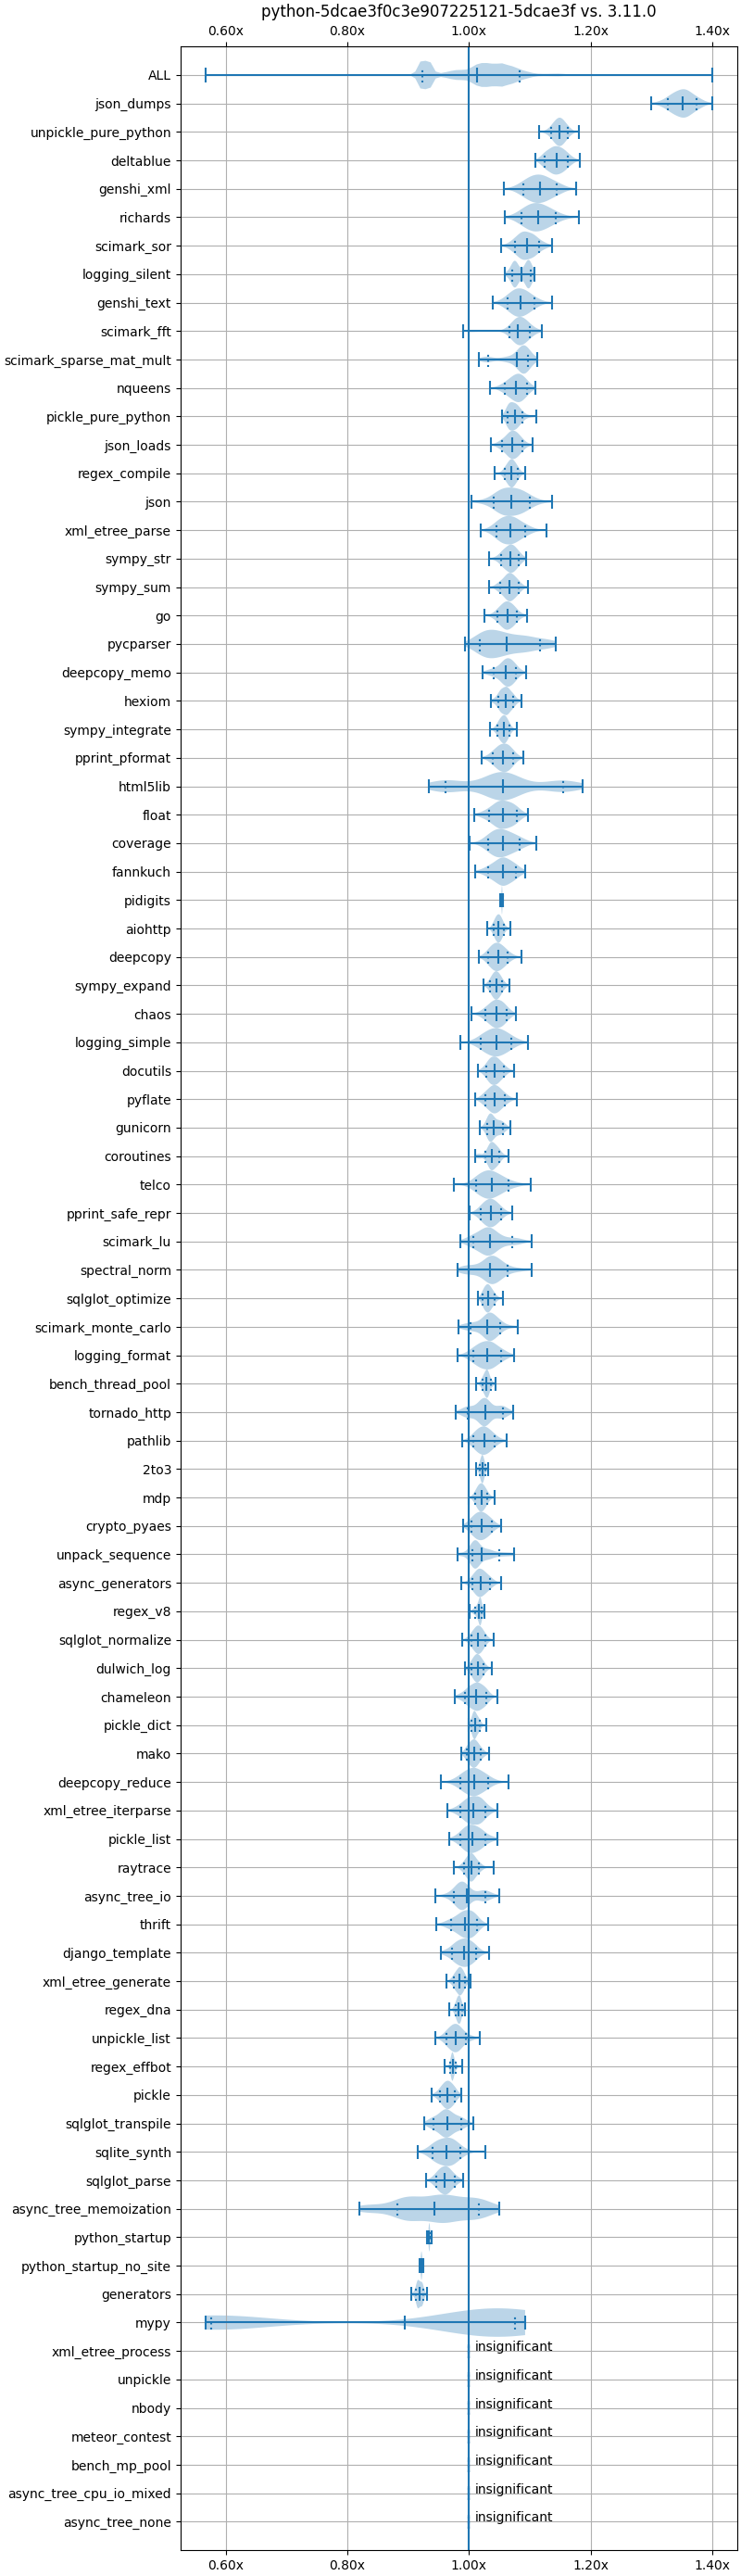 python-5dcae3f0c3e907225121-5dcae3f vs. 3.11.0
0.60x 0.80x 1.00x 1.20x 1.40x
ALL
json_dumps
unpickle_pure_python
deltablue
genshi_xml
richards
scimark_sor
logging_silent
genshi_text
scimark_fft
scimark_sparse_mat_mult
nqueens
pickle_pure_python
json_loads
regex_compile
json
xml_etree_parse
sympy_str
sympy_sum
go
pycparser
deepcopy_memo
hexiom
sympy_integrate
pprint_pformat
html5lib
float
coverage
fannkuch
pidigits
aiohttp
deepcopy
sympy_expand
chaos
logging_simple
docutils
pyflate
gunicorn
coroutines
telco
pprint_safe_repr
scimark_lu
spectral_norm
sqlglot_optimize
scimark_monte_carlo
logging_format
bench_thread_pool
tornado_http
pathlib
2to3
mdp
crypto_pyaes
unpack_sequence
async_generators
regex_v8
sqlglot_normalize
dulwich_log
chameleon
pickle_dict
mako
deepcopy_reduce
xml_etree_iterparse
pickle_list
raytrace
async_tree_io
thrift
django_template
xml_etree_generate
regex_dna
unpickle_list
regex_effbot
pickle
sqlglot_transpile
sqlite_synth
sqlglot_parse
async_tree_memoization
python_startup
python_startup_no_site
generators
mypy
xml_etree_process insignificant
unpickle insignificant
nbody insignificant
meteor_contest insignificant
bench_mp_pool insignificant
async_tree_cpu_io_mixed insignificant
async_tree_none insignificant
0.60x 0.80x 1.00x 1.20x 1.40x